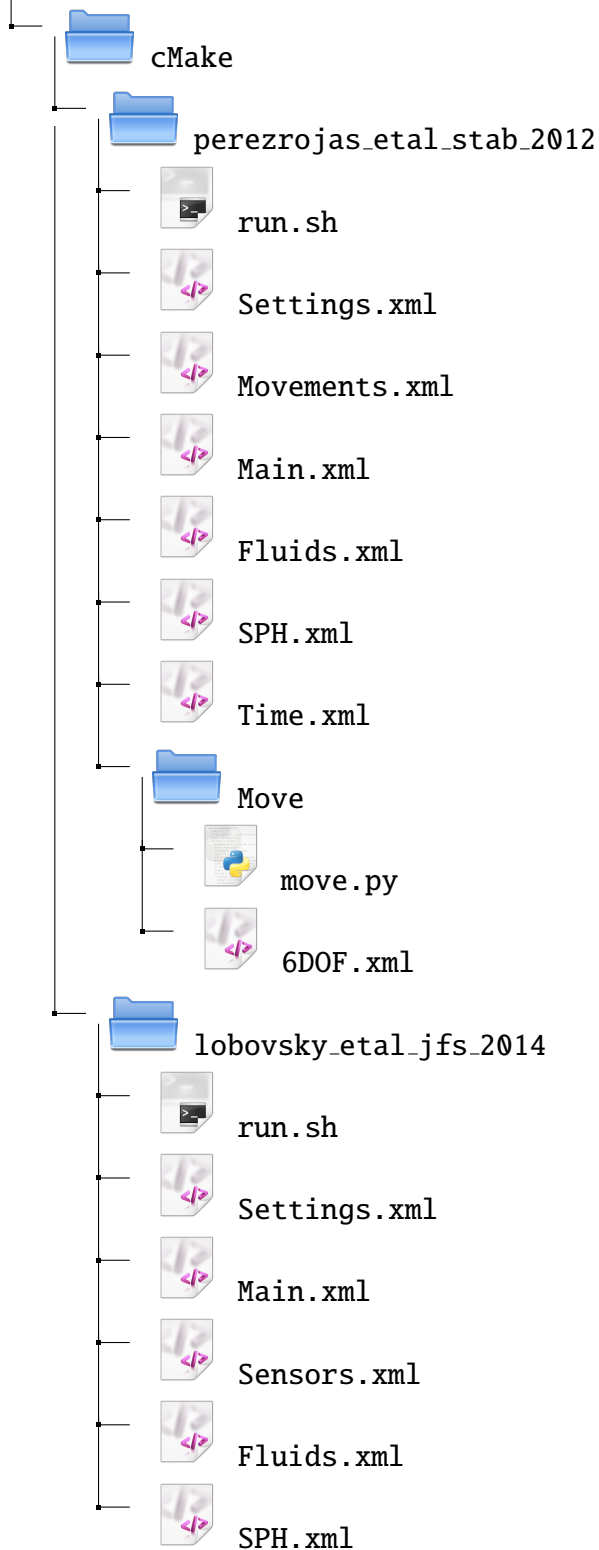 cMake
perezrojas_etal_stab_2012
run.sh
Settings.xml
Movements.xml
Main.xml
Fluids.xml
SPH.xml
Time.xml
Move
move.py
6DOF.xml
lobovsky_etal_jfs_2014
run.sh
Settings.xml
Main.xml
Sensors.xml
Fluids.xml
SPH.xml